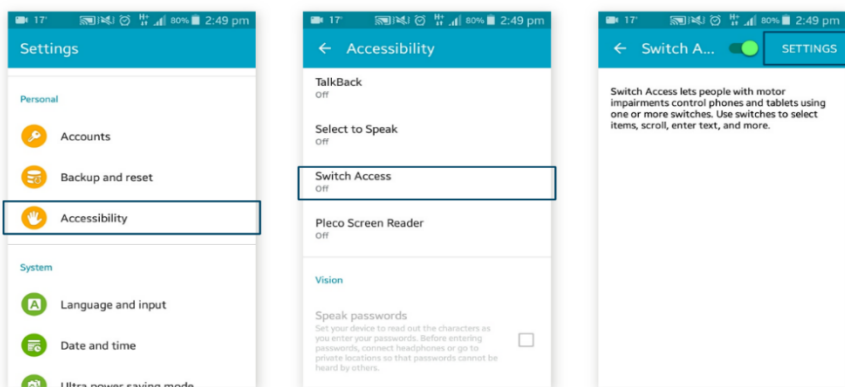 17° H+ 80% 2:49 pm
Settings
Personal
Accounts
Backup and reset
Accessibility
System
Language and input
Date and time
Ultra power saving mode
17° H+ 80% 2:49 pm
Accessibility
TalkBack
Off
Select to Speak
Off
Switch Access
Off
Pleco Screen Reader
Off
Vision
Speak passwords
Set your device to read out the characters as
you enter your passwords. Before entering
passwords, connect headphones or go to
private locations so that passwords cannot be
heard by others.
17° H+ 80% 2:49 pm
Switch A... SETTINGS
Switch Access lets people with motor
impairments control phones and tablets using
one or more switches. Use switches to select
items, scroll, enter text, and more.